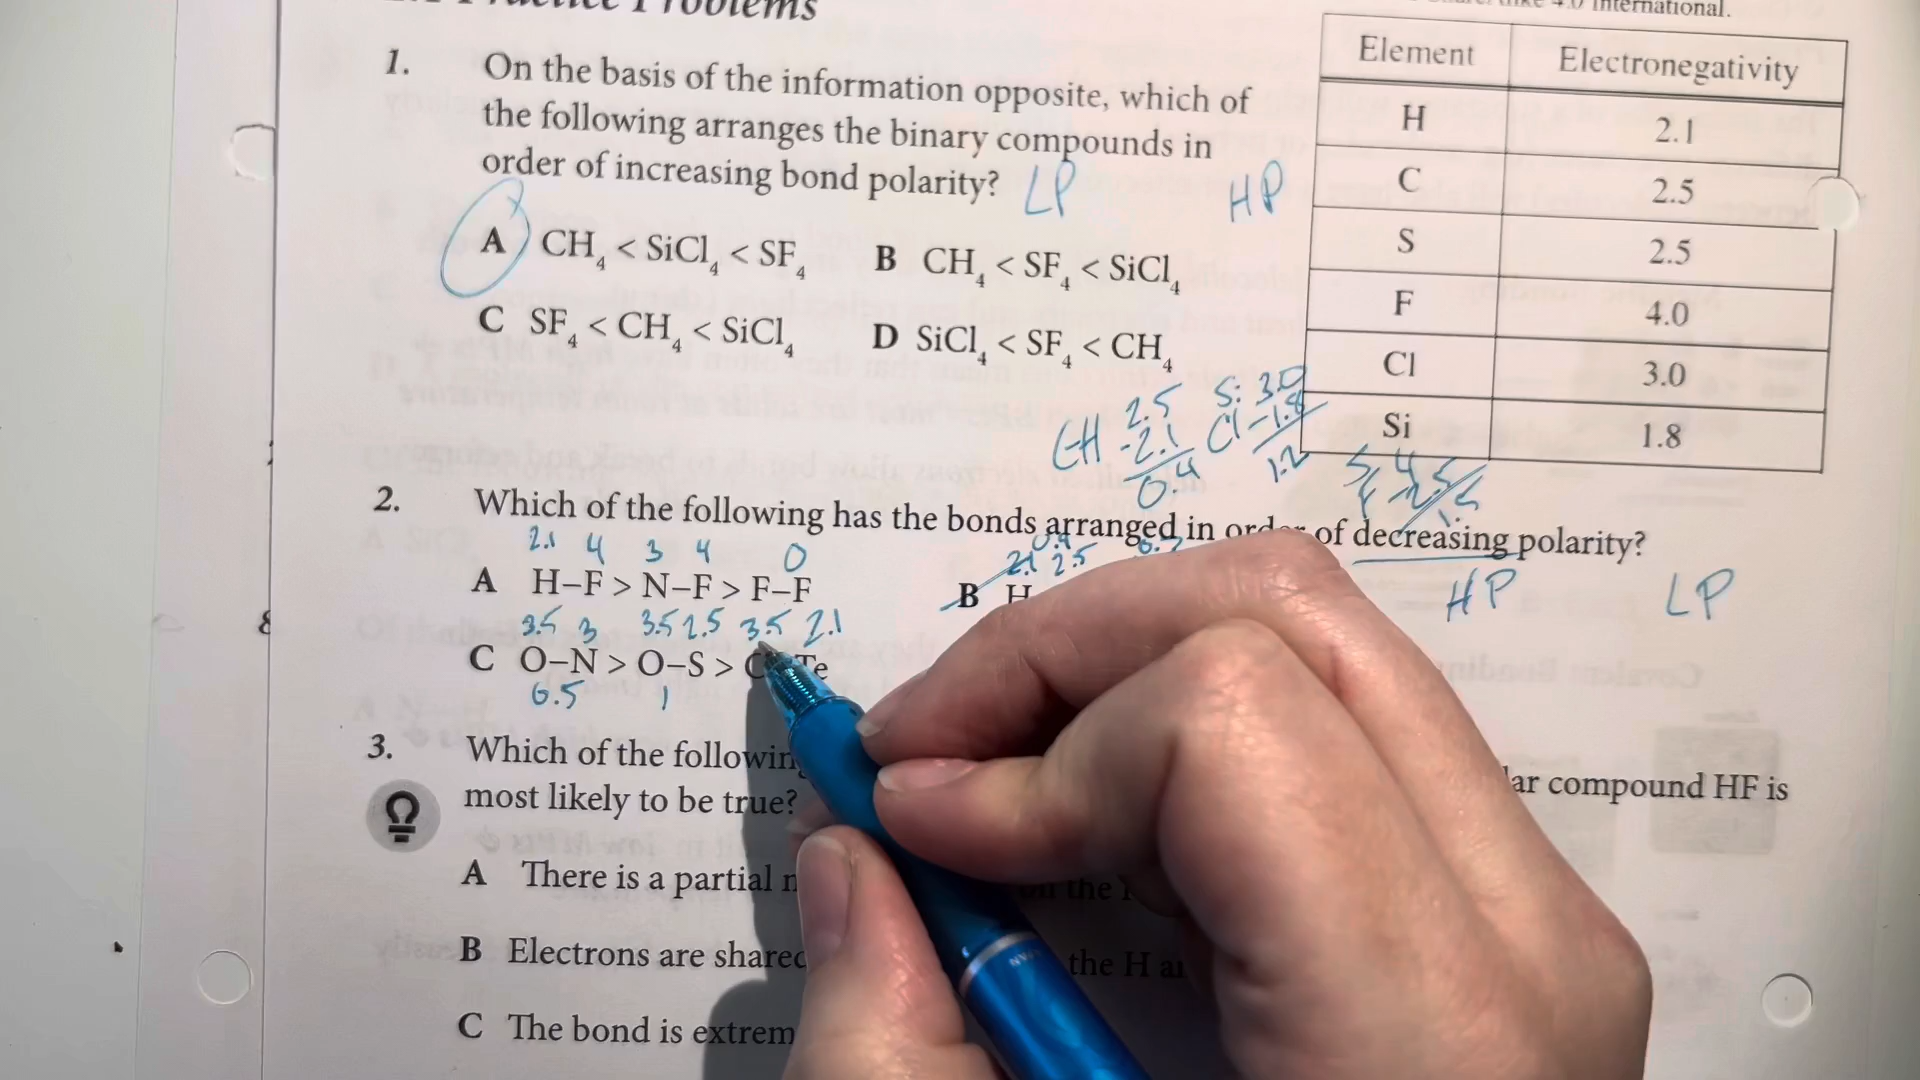 Practice Problems
International.
1. On the basis of the information opposite, which of
the following arranges the binary compounds in
order of increasing bond polarity? LP HP
A CH₄ < SiCl₄ < SF₄ B CH₄ < SF₄ < SiCl₄
C SF₄ < CH₄ < SiCl₄ D SiCl₄ < SF₄ < CH₄
Element Electronegativity
H 2.1
C 2.5
S 2.5
F 4.0
Cl 3.0
Si 1.8
2.5 S: 3.0
CH -2.1 Cl -1.8
0.4 1.2
2. Which of the following has the bonds arranged in of decreasing polarity?
2.1 4 3 4 0 2.1 2.5
A H–F > N–F > F–F B H HP LP
3.5 3 3.5 2.5 3.5 2.1
C O–N > O–S > Te
0.5 1
3. Which of the compound HF is
most likely to be true?
A There is a partial the
B Electrons are the H
C The bond is